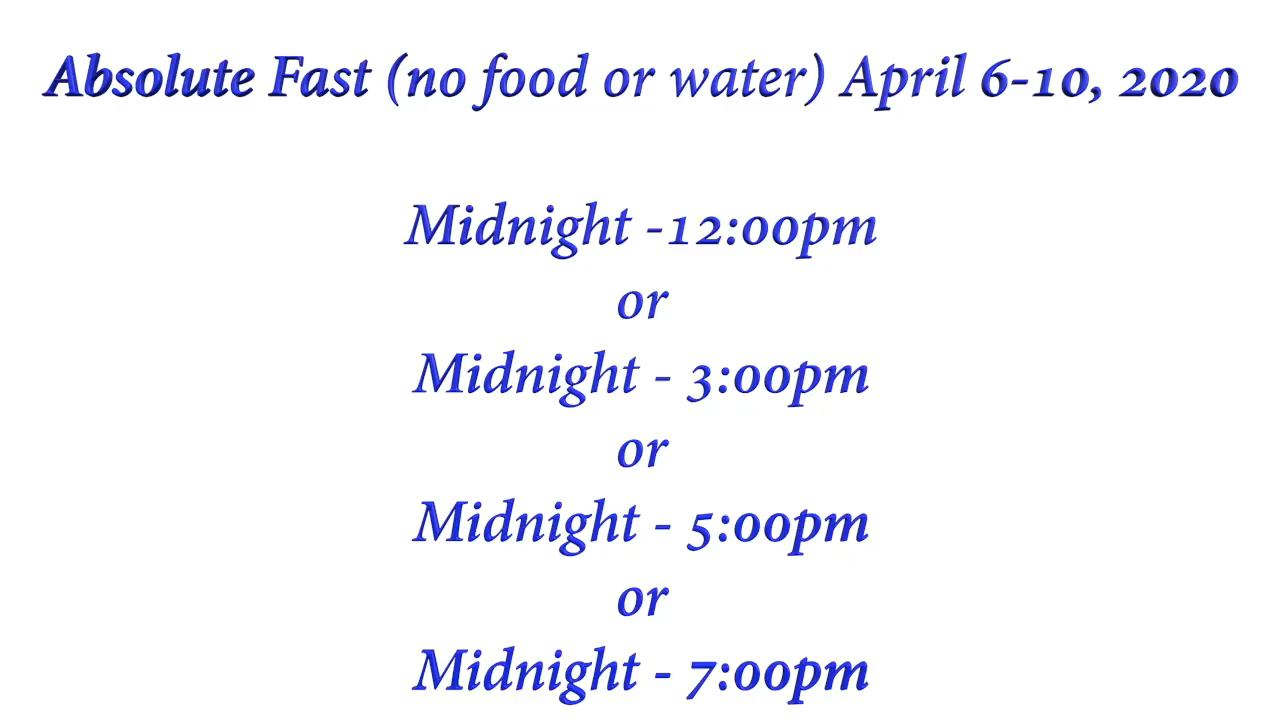 Absolute Fast (no food or water) April 6-10, 2020
Midnight -12:00pm
or
Midnight - 3:00pm
or
Midnight - 5:00pm
or
Midnight - 7:00pm